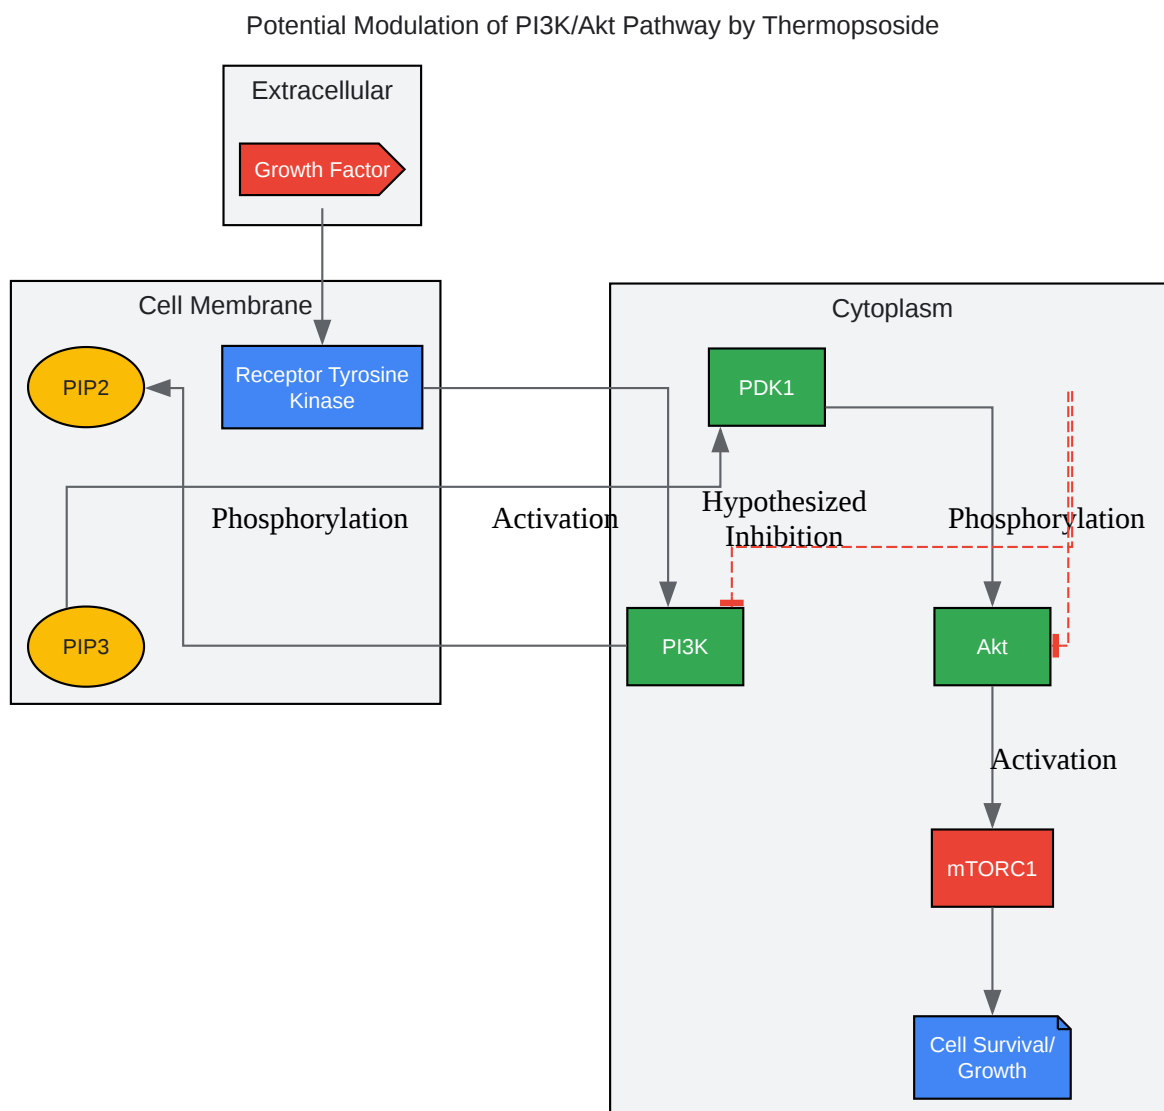 Potential Modulation of PI3K/Akt Pathway by Thermopsoside
Extracellular
Growth Factor
Cell Membrane
Cytoplasm
PIP2
Receptor Tyrosine
Kinase
PDK1
Phosphorylation
Activation
Hypothesized
Inhibition
Phosphorylation
PIP3
PI3K
Akt
Activation
mTORC1
Cell Survival/
Growth